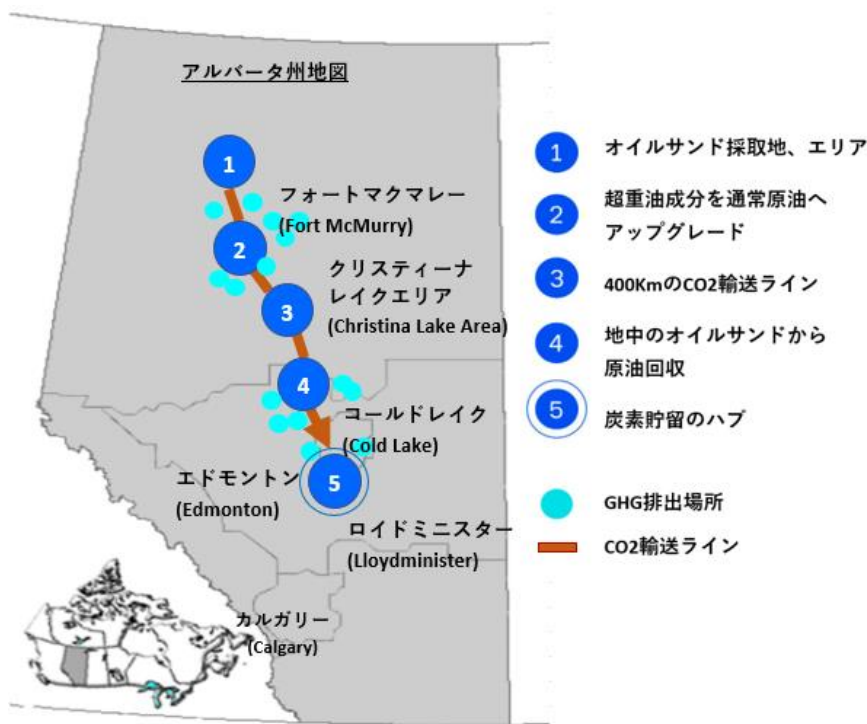 アルバータ州地図
1
フォートマクマレー
(Fort McMurry)
2
クリスティーナ
レイクエリア
(Christina Lake Area)
3
4
コールドレイク
(Cold Lake)
5
エドモントン
(Edmonton)
ロイドミニスター
(Lloydminister)
カルガリー
(Calgary)
1 オイルサンド採取地、エリア
2 超重油成分を通常原油へ
アップグレード
3 400KmのCO2輸送ライン
4 地中のオイルサンドから
原油回収
5 炭素貯留のハブ
GHG排出場所
CO2輸送ライン